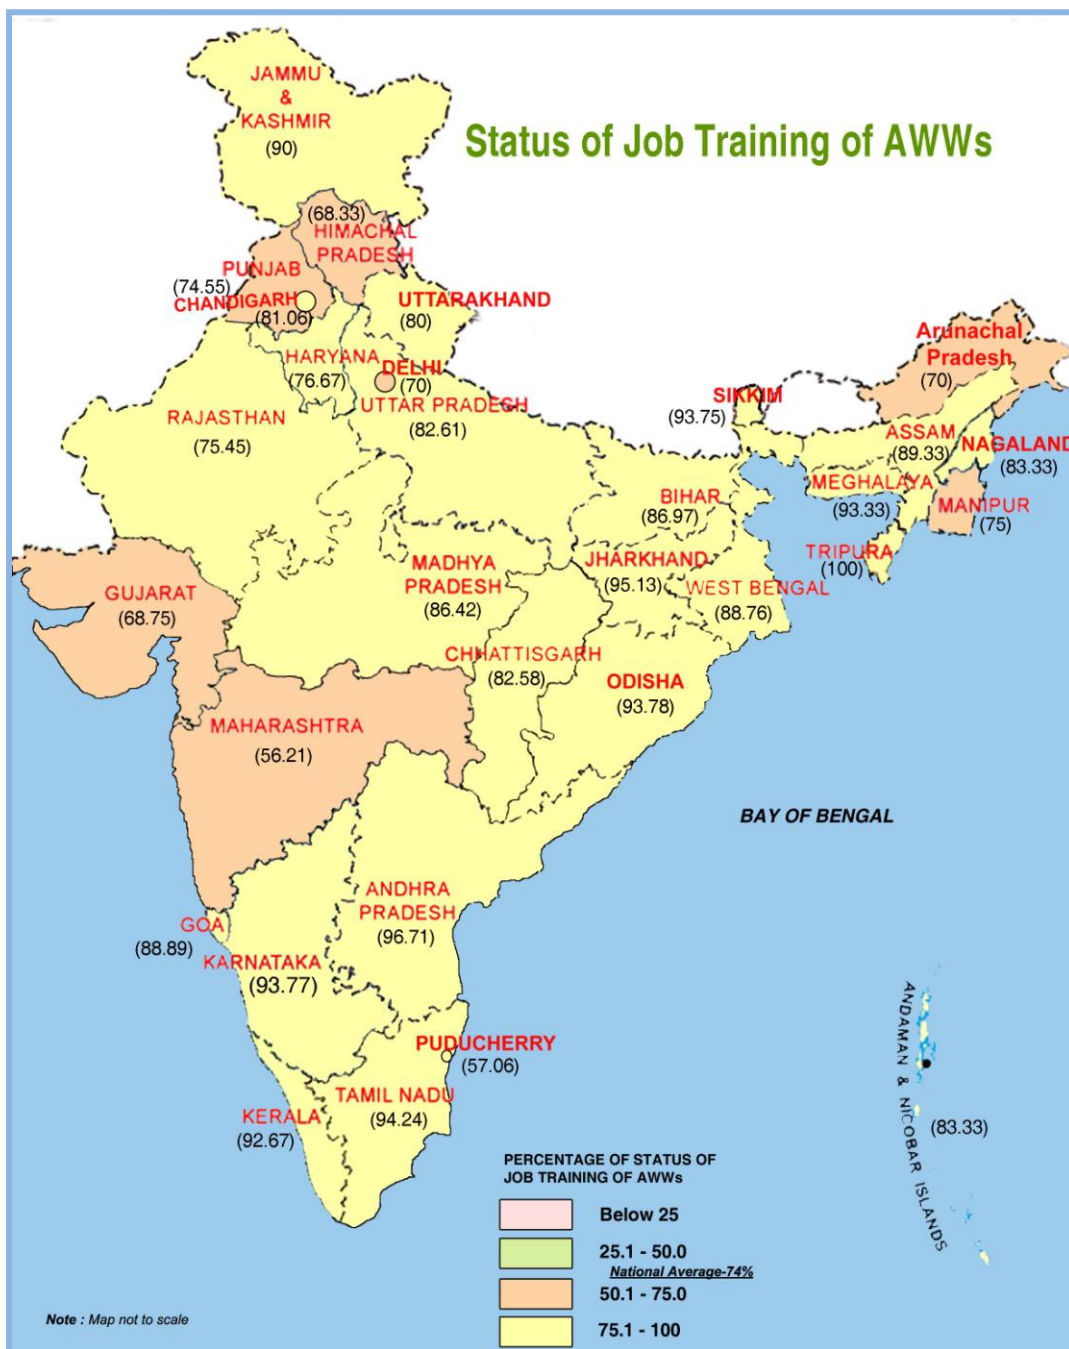 Status of Job Training of AWWs
JAMMU
&
KASHMIR
(90)
(68.33)
HIMACHAL
PRADESH
PUNJAB
(74.55)
CHANDIGARH
(81.06)
UTTARAKHAND
(80)
HARYANA
(76.67)
DELHI
(70)
UTTAR PRADESH
(82.61)
RAJASTHAN
(75.45)
SIKKIM
(93.75)
Arunachal
Pradesh
(70)
ASSAM
(89.33)
NAGALAND
(83.33)
MEGHALAYA
(93.33)
MANIPUR
(75)
TRIPURA
(100)
BIHAR
(86.97)
JHARKHAND
(95.13)
WEST BENGAL
(88.76)
MADHYA
PRADESH
(86.42)
GUJARAT
(68.75)
CHHATTISGARH
(82.58)
ODISHA
(93.78)
MAHARASHTRA
(56.21)
BAY OF BENGAL
ANDHRA
PRADESH
(96.71)
GOA
(88.89)
KARNATAKA
(93.77)
PUDUCHERRY
(57.06)
TAMIL NADU
(94.24)
KERALA
(92.67)
ANDAMAN & NICOBAR ISLANDS
(83.33)
PERCENTAGE OF STATUS OF
JOB TRAINING OF AWWs
Below 25
25.1 - 50.0
National Average-74%
50.1 - 75.0
75.1 - 100
Note : Map not to scale